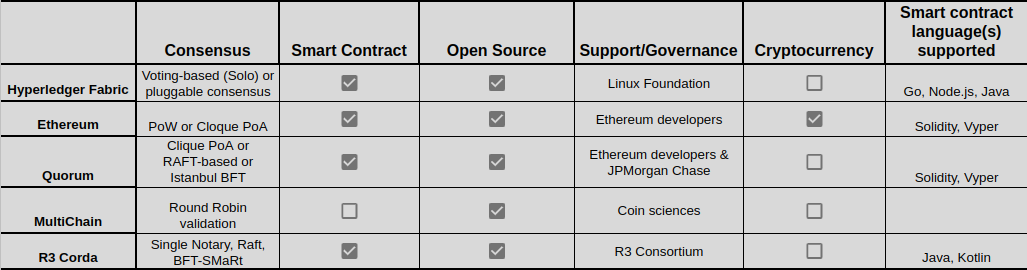 Consensus Smart Contract Open Source Support/Governance Cryptocurrency Smart contract
language(s)
supported
Hyperledger Fabric Voting-based (Solo) or
pluggable consensus Linux Foundation Go, Node.js, Java
Ethereum PoW or Cloque PoA Ethereum developers Solidity, Vyper
Quorum Clique PoA or
RAFT-based or
Istanbul BFT Ethereum developers &
JPMorgan Chase Solidity, Vyper
MultiChain Round Robin
validation Coin sciences
R3 Corda Single Notary, Raft,
BFT-SMaRt R3 Consortium Java, Kotlin